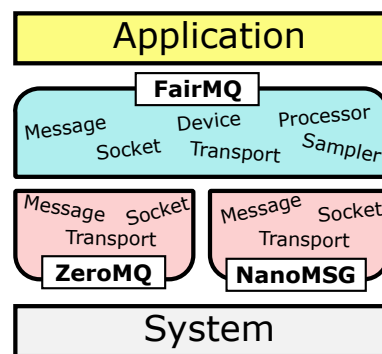 Application
FairMQ
Message Device Processor
Socket Transport Sampler
Message Socket
Transport
ZeroMQ
Message Socket
Transport
NanoMSG
System